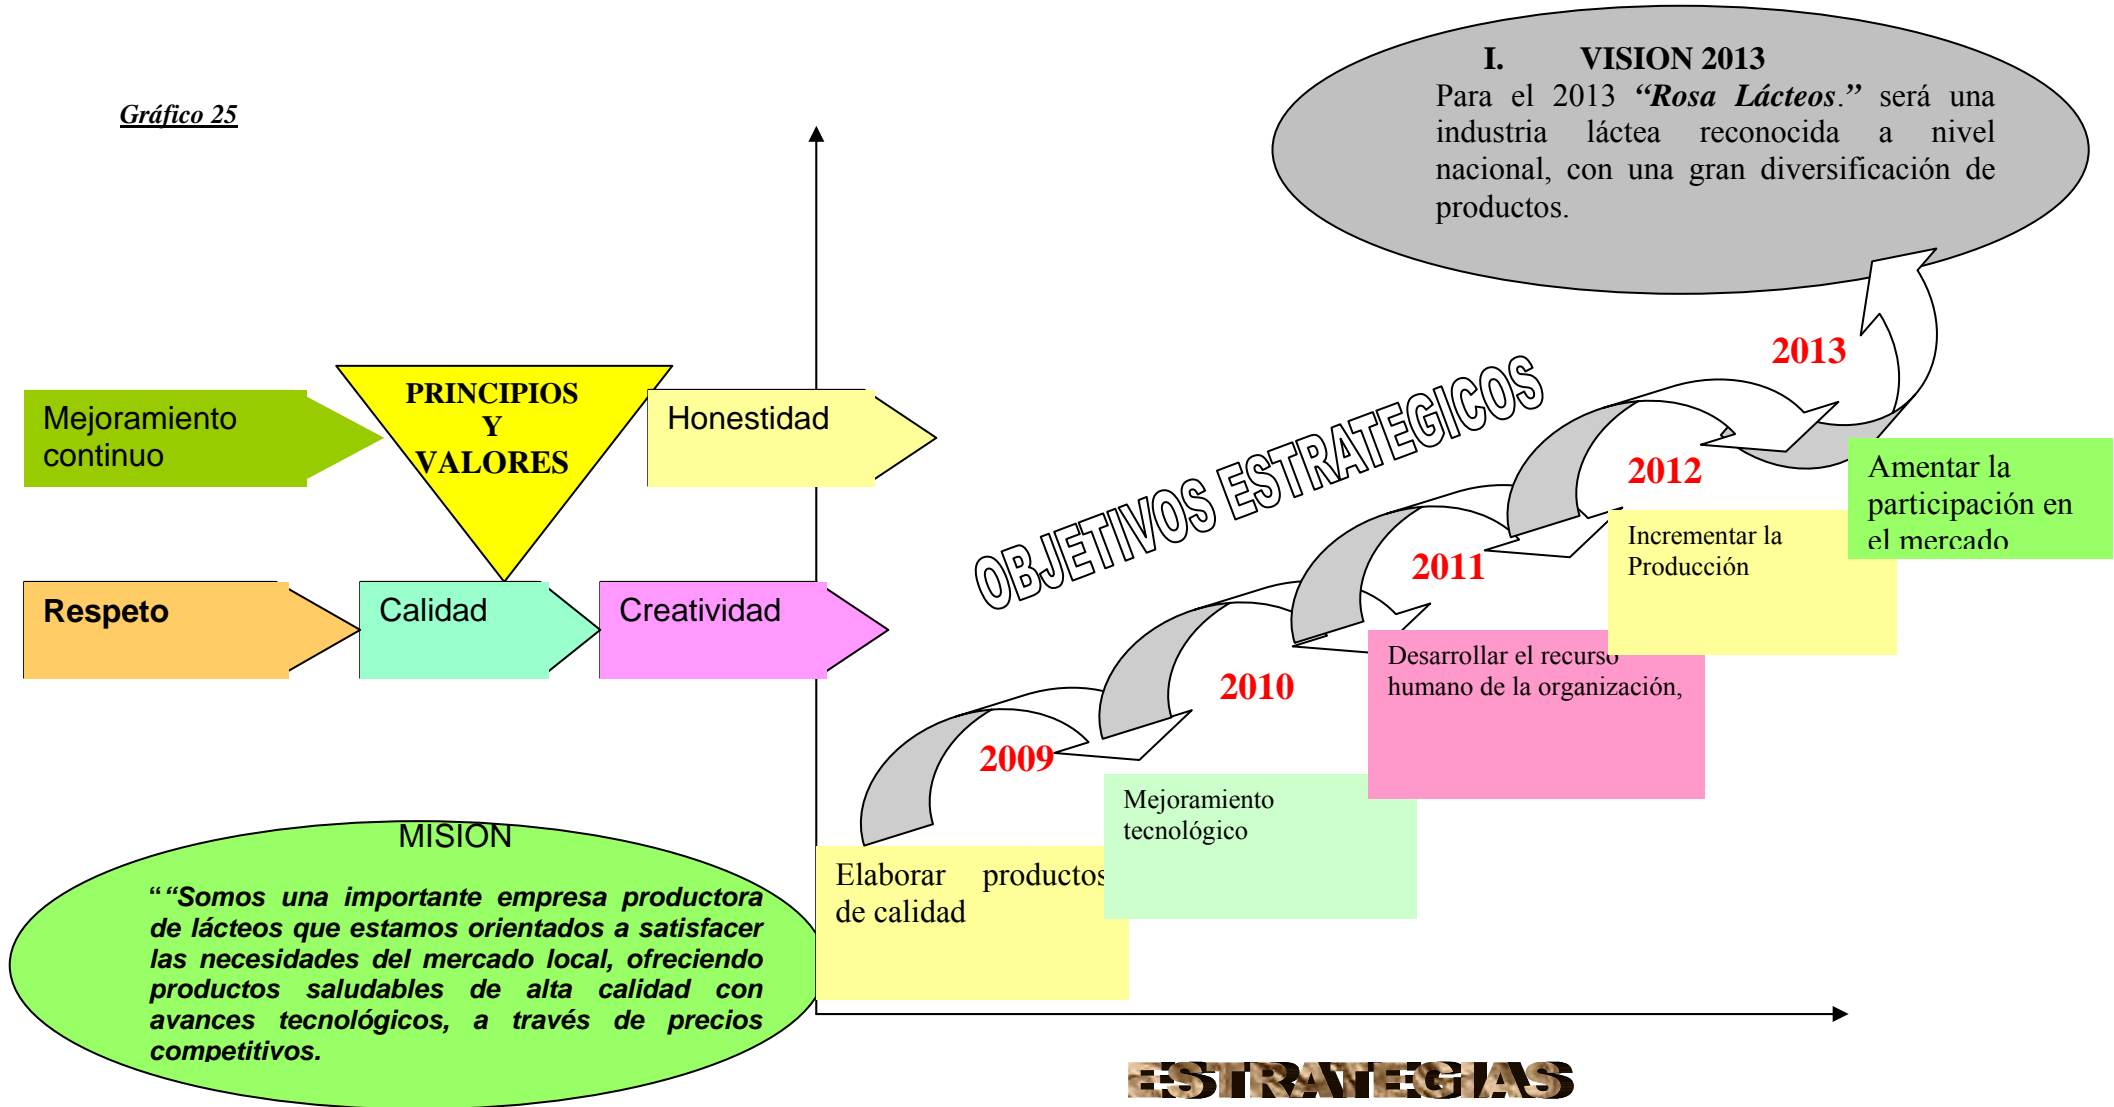 Gráfico 25
I. VISION 2013
Para el 2013 “Rosa Lácteos.” será una
industria láctea reconocida a nivel
nacional, con una gran diversificación de
productos.
PRINCIPIOS
Y
VALORES
Mejoramiento
continuo
Honestidad
Respeto
Calidad
Creatividad
OBJETIVOS ESTRATEGICOS
2013
2012
2011
2010
2009
Amentar la
participación en
el mercado
Incrementar la
Producción
Desarrollar el recurso
humano de la organización,
Mejoramiento
tecnológico
Elaborar productos
de calidad
MISION
“ “Somos una importante empresa productora
de lácteos que estamos orientados a satisfacer
las necesidades del mercado local, ofreciendo
productos saludables de alta calidad con
avances tecnológicos, a través de precios
competitivos.
ESTRATEGIAS